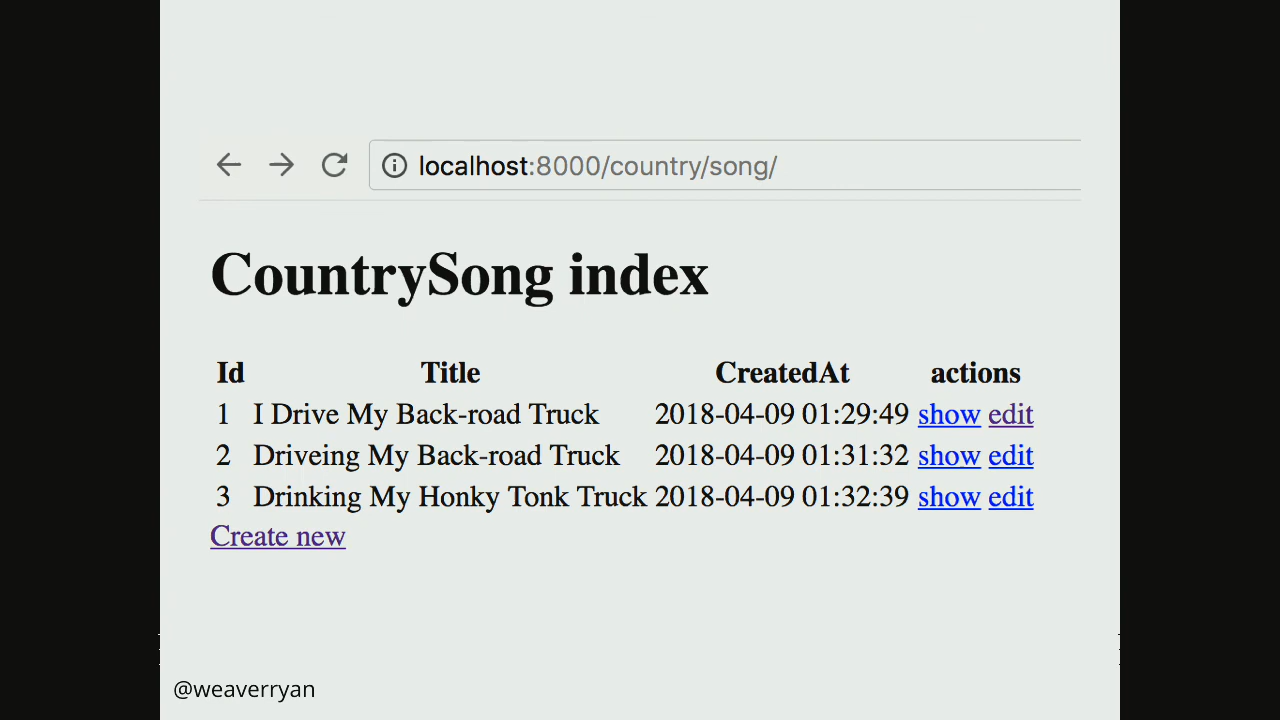 localhost:8000/country/song/
CountrySong index
Id Title CreatedAt actions
1 I Drive My Back-road Truck 2018-04-09 01:29:49 show edit
2 Driveing My Back-road Truck 2018-04-09 01:31:32 show edit
3 Drinking My Honky Tonk Truck 2018-04-09 01:32:39 show edit
Create new
@weaverryan